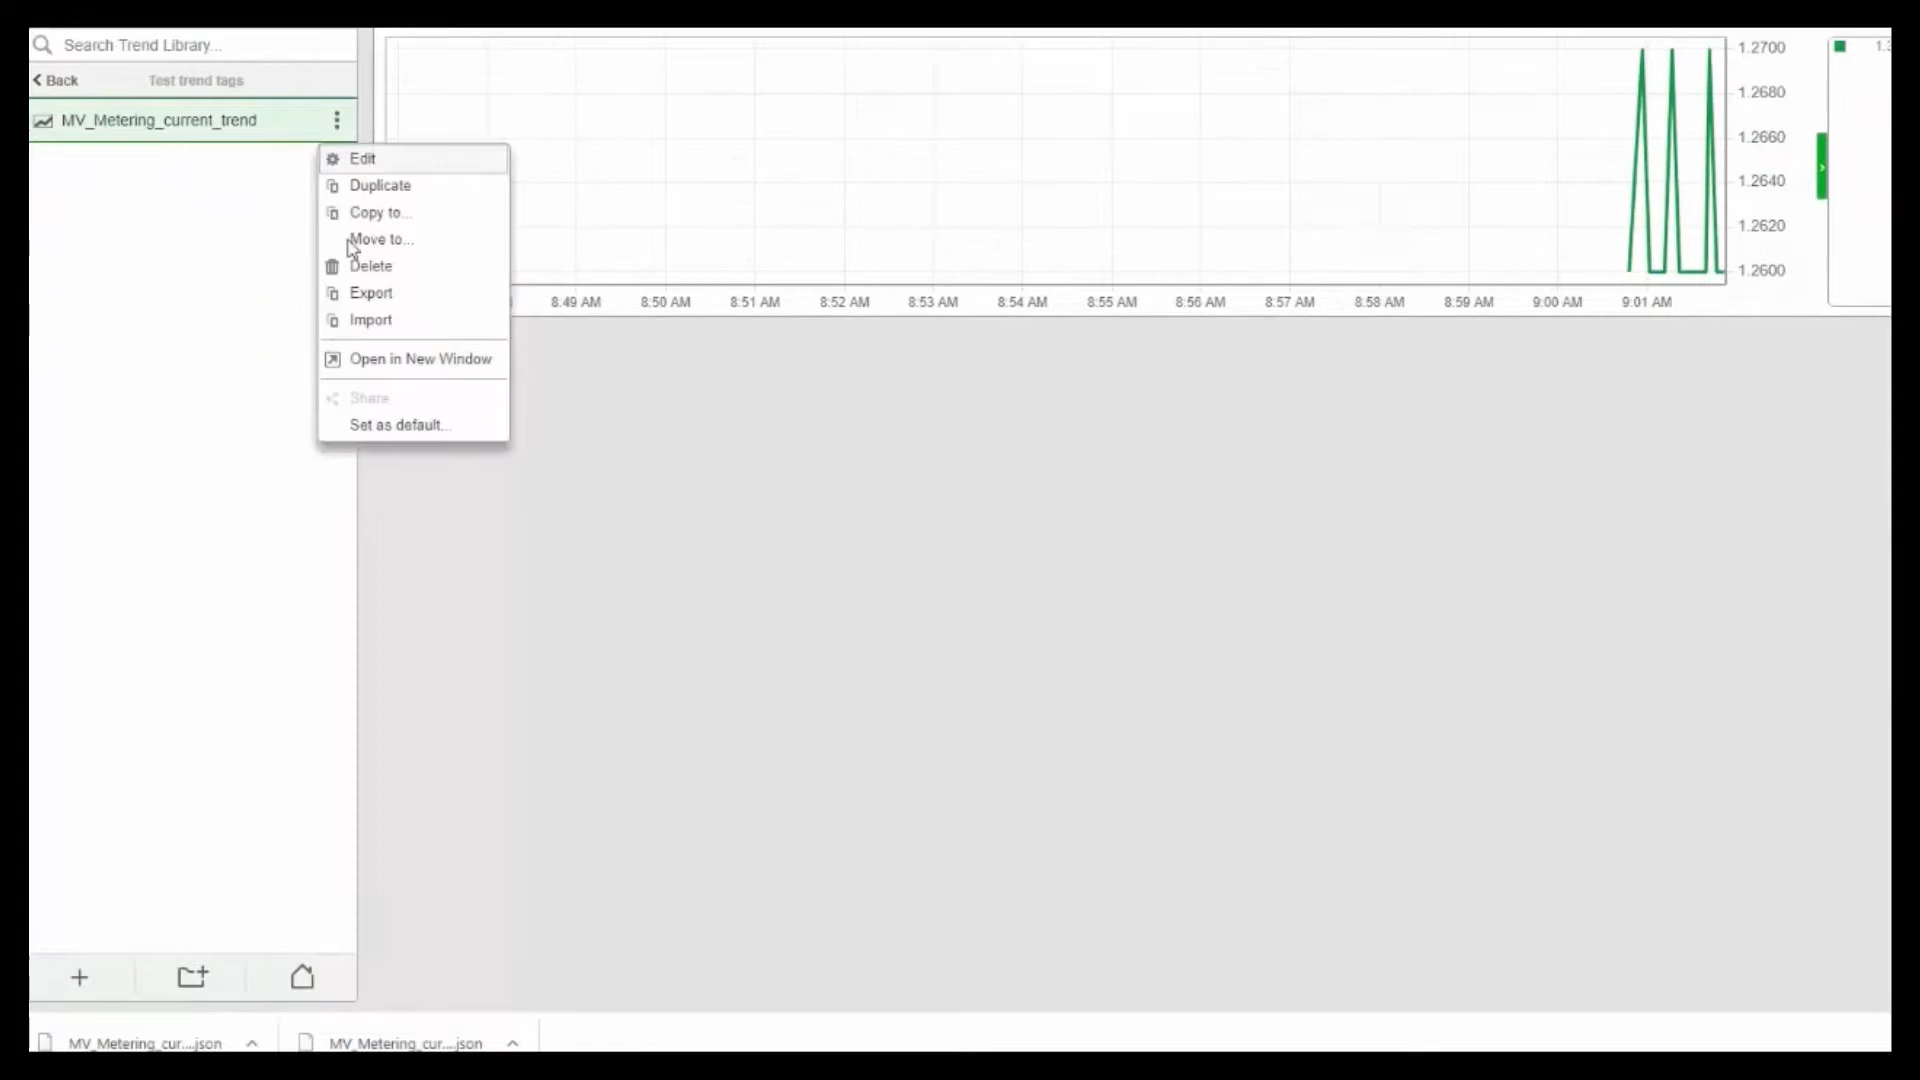 Search Trend Library...
Back
Test trend tags
MV_Metering_current_trend
Edit
Duplicate
Copy to...
Move to...
Delete
Export
Import
Open in New Window
Share
Set as default...
1.2700
1.2680
1.2660
1.2640
1.2620
1.2600
8:49 AM 8:50 AM 8:51 AM 8:52 AM 8:53 AM 8:54 AM 8:55 AM 8:56 AM 8:57 AM 8:58 AM 8:59 AM 9:00 AM 9:01 AM
MV_Metering_cur....json
MV_Metering_cur....json